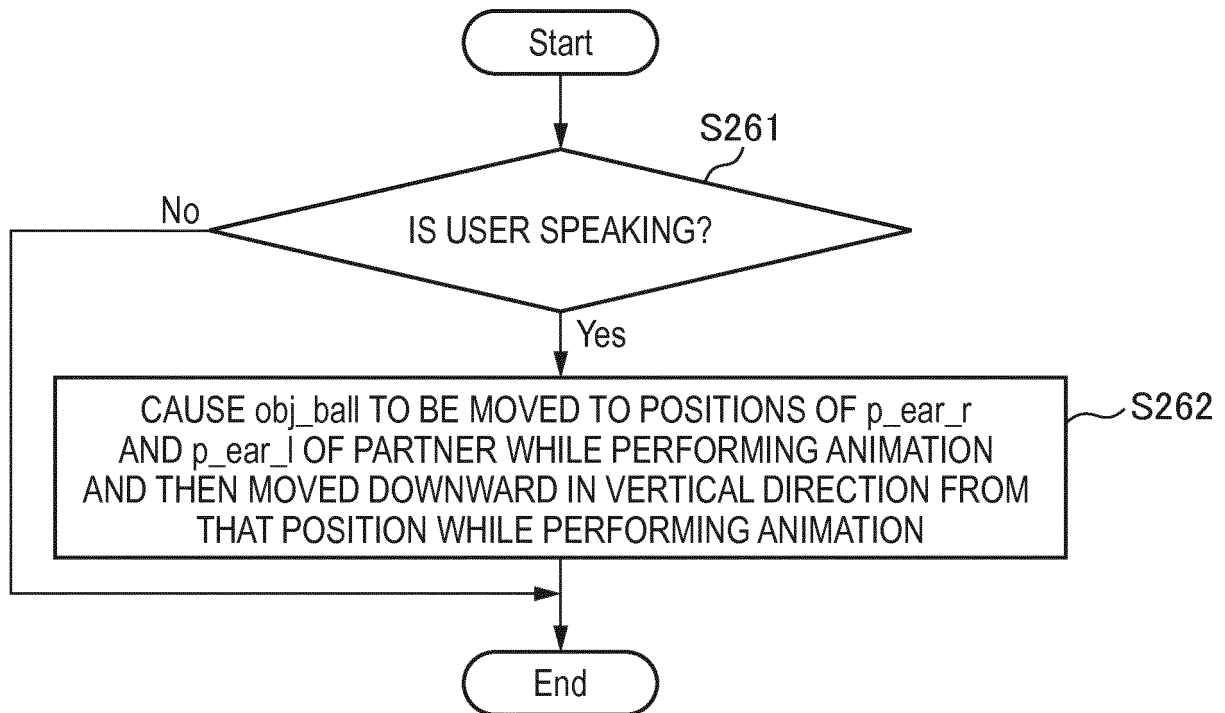 Start
S261
No
IS USER SPEAKING?
Yes
CAUSE obj_ball TO BE MOVED TO POSITIONS OF p_ear_r
AND p_ear_l OF PARTNER WHILE PERFORMING ANIMATION
AND THEN MOVED DOWNWARD IN VERTICAL DIRECTION FROM
THAT POSITION WHILE PERFORMING ANIMATION
S262
End